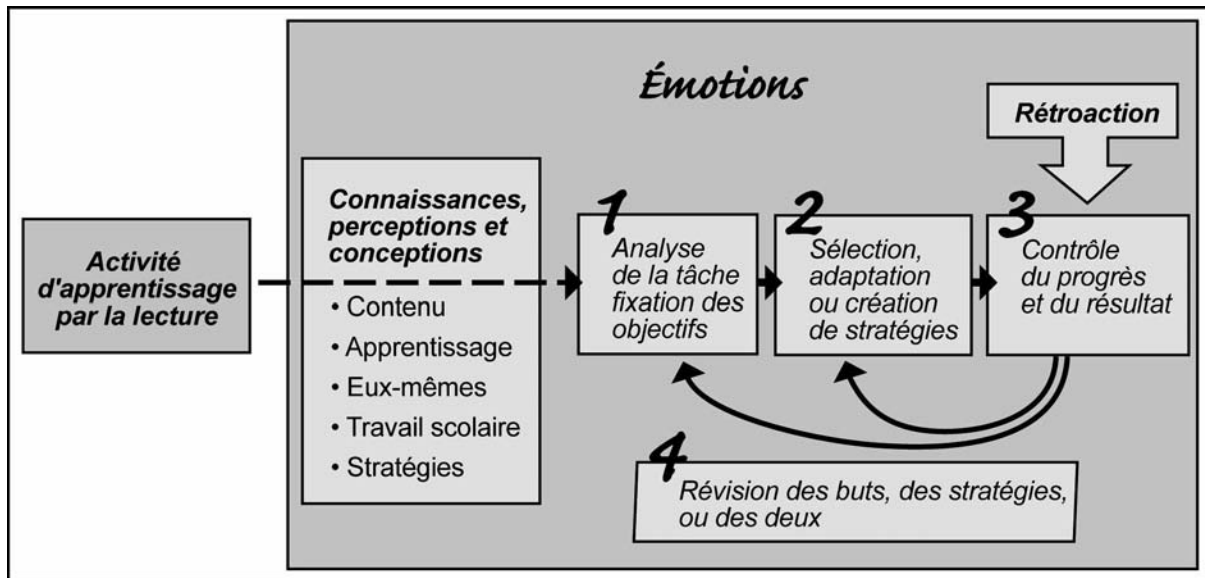 Émotions
Rétroaction
Activité
d'apprentissage
par la lecture
Connaissances,
perceptions et
conceptions
• Contenu
• Apprentissage
• Eux-mêmes
• Travail scolaire
• Stratégies
1
Analyse
de la tâche
fixation des
objectifs
2
Sélection,
adaptation
ou création
de stratégies
3
Contrôle
du progrès
et du résultat
4
Révision des buts, des stratégies,
ou des deux